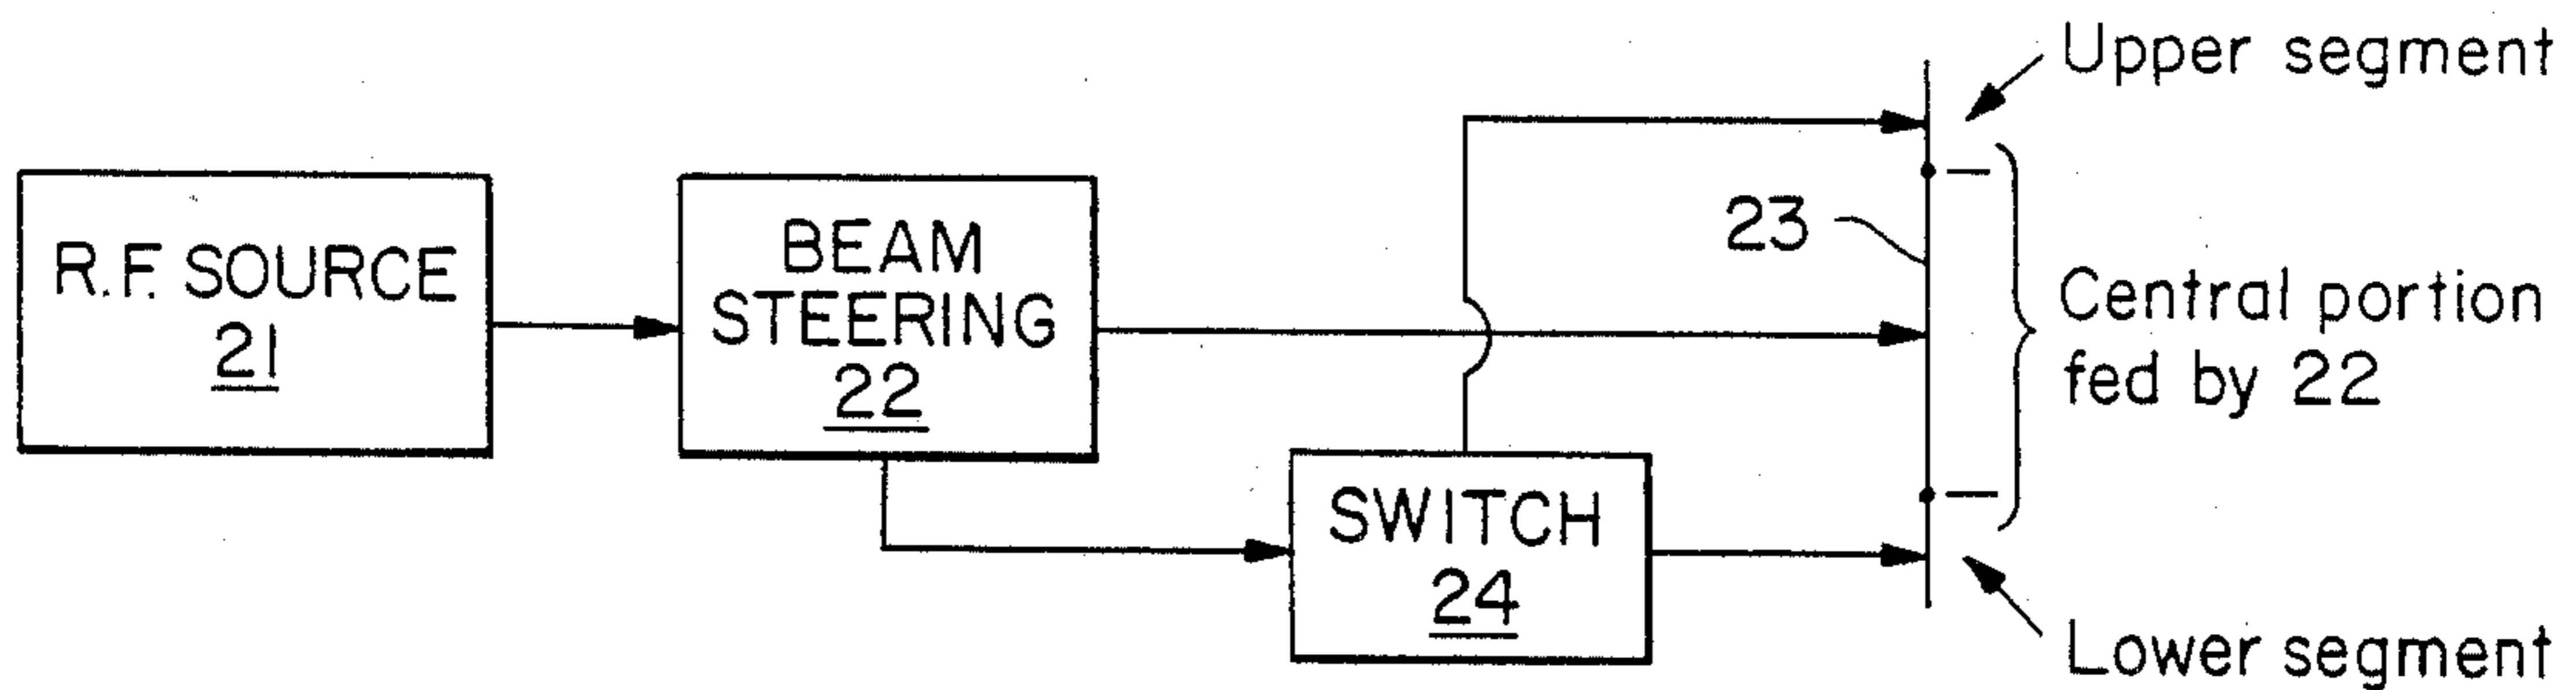 R.F. SOURCE
21
BEAM
STEERING
22
SWITCH
24
23
Upper segment
Central portion
fed by 22
Lower segment